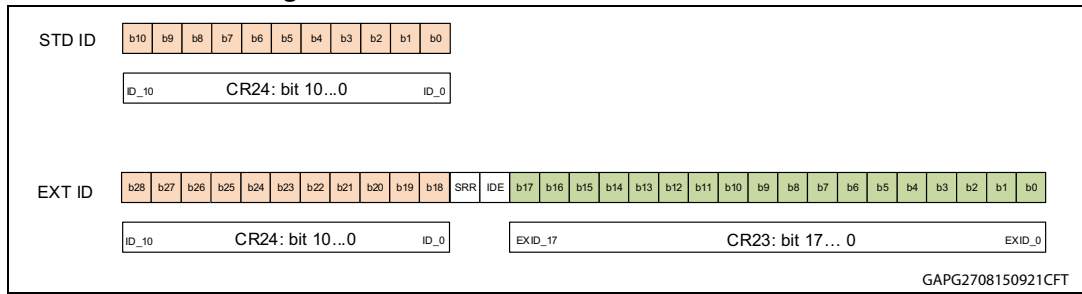 STD ID b10 b9 b8 b7 b6 b5 b4 b3 b2 b1 b0
ID_10 CR24: bit 10...0 ID_0
EXT ID b28 b27 b26 b25 b24 b23 b22 b21 b20 b19 b18 SRR IDE b17 b16 b15 b14 b13 b12 b11 b10 b9 b8 b7 b6 b5 b4 b3 b2 b1 b0
ID_10 CR24: bit 10...0 ID_0 EXID_17 CR23: bit 17... 0 EXID_0
GAPG2708150921CFT